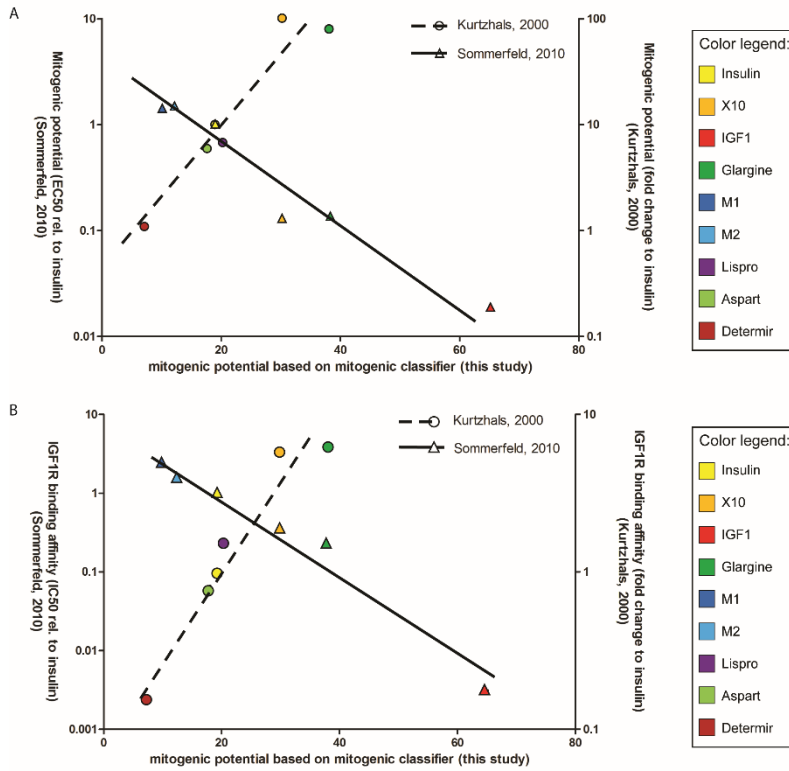 A
Kurtzhals, 2000
Sommerfeld, 2010
Mitogenic potential (EC50 rel. to insulin)
(Sommerfeld, 2010)
10
1
0.1
0.01
Mitogenic potential (fold change to insulin)
(Kurtzhals, 2000)
100
10
1
0.1
0
20
40
60
80
mitogenic potential based on mitogenic classifier (this study)
Color legend:
Insulin
X10
IGF1
Glargine
M1
M2
Lispro
Aspart
Determir
B
Kurtzhals, 2000
Sommerfeld, 2010
IGF1R binding affinity (IC50 rel. to insulin)
(Sommerfeld, 2010)
10
1
0.1
0.01
0.001
IGF1R binding affinity (fold change to insulin)
(Kurtzhals, 2000)
10
1
0.1
0
20
40
60
80
mitogenic potential based on mitogenic classifier (this study)
Color legend:
Insulin
X10
IGF1
Glargine
M1
M2
Lispro
Aspart
Determir